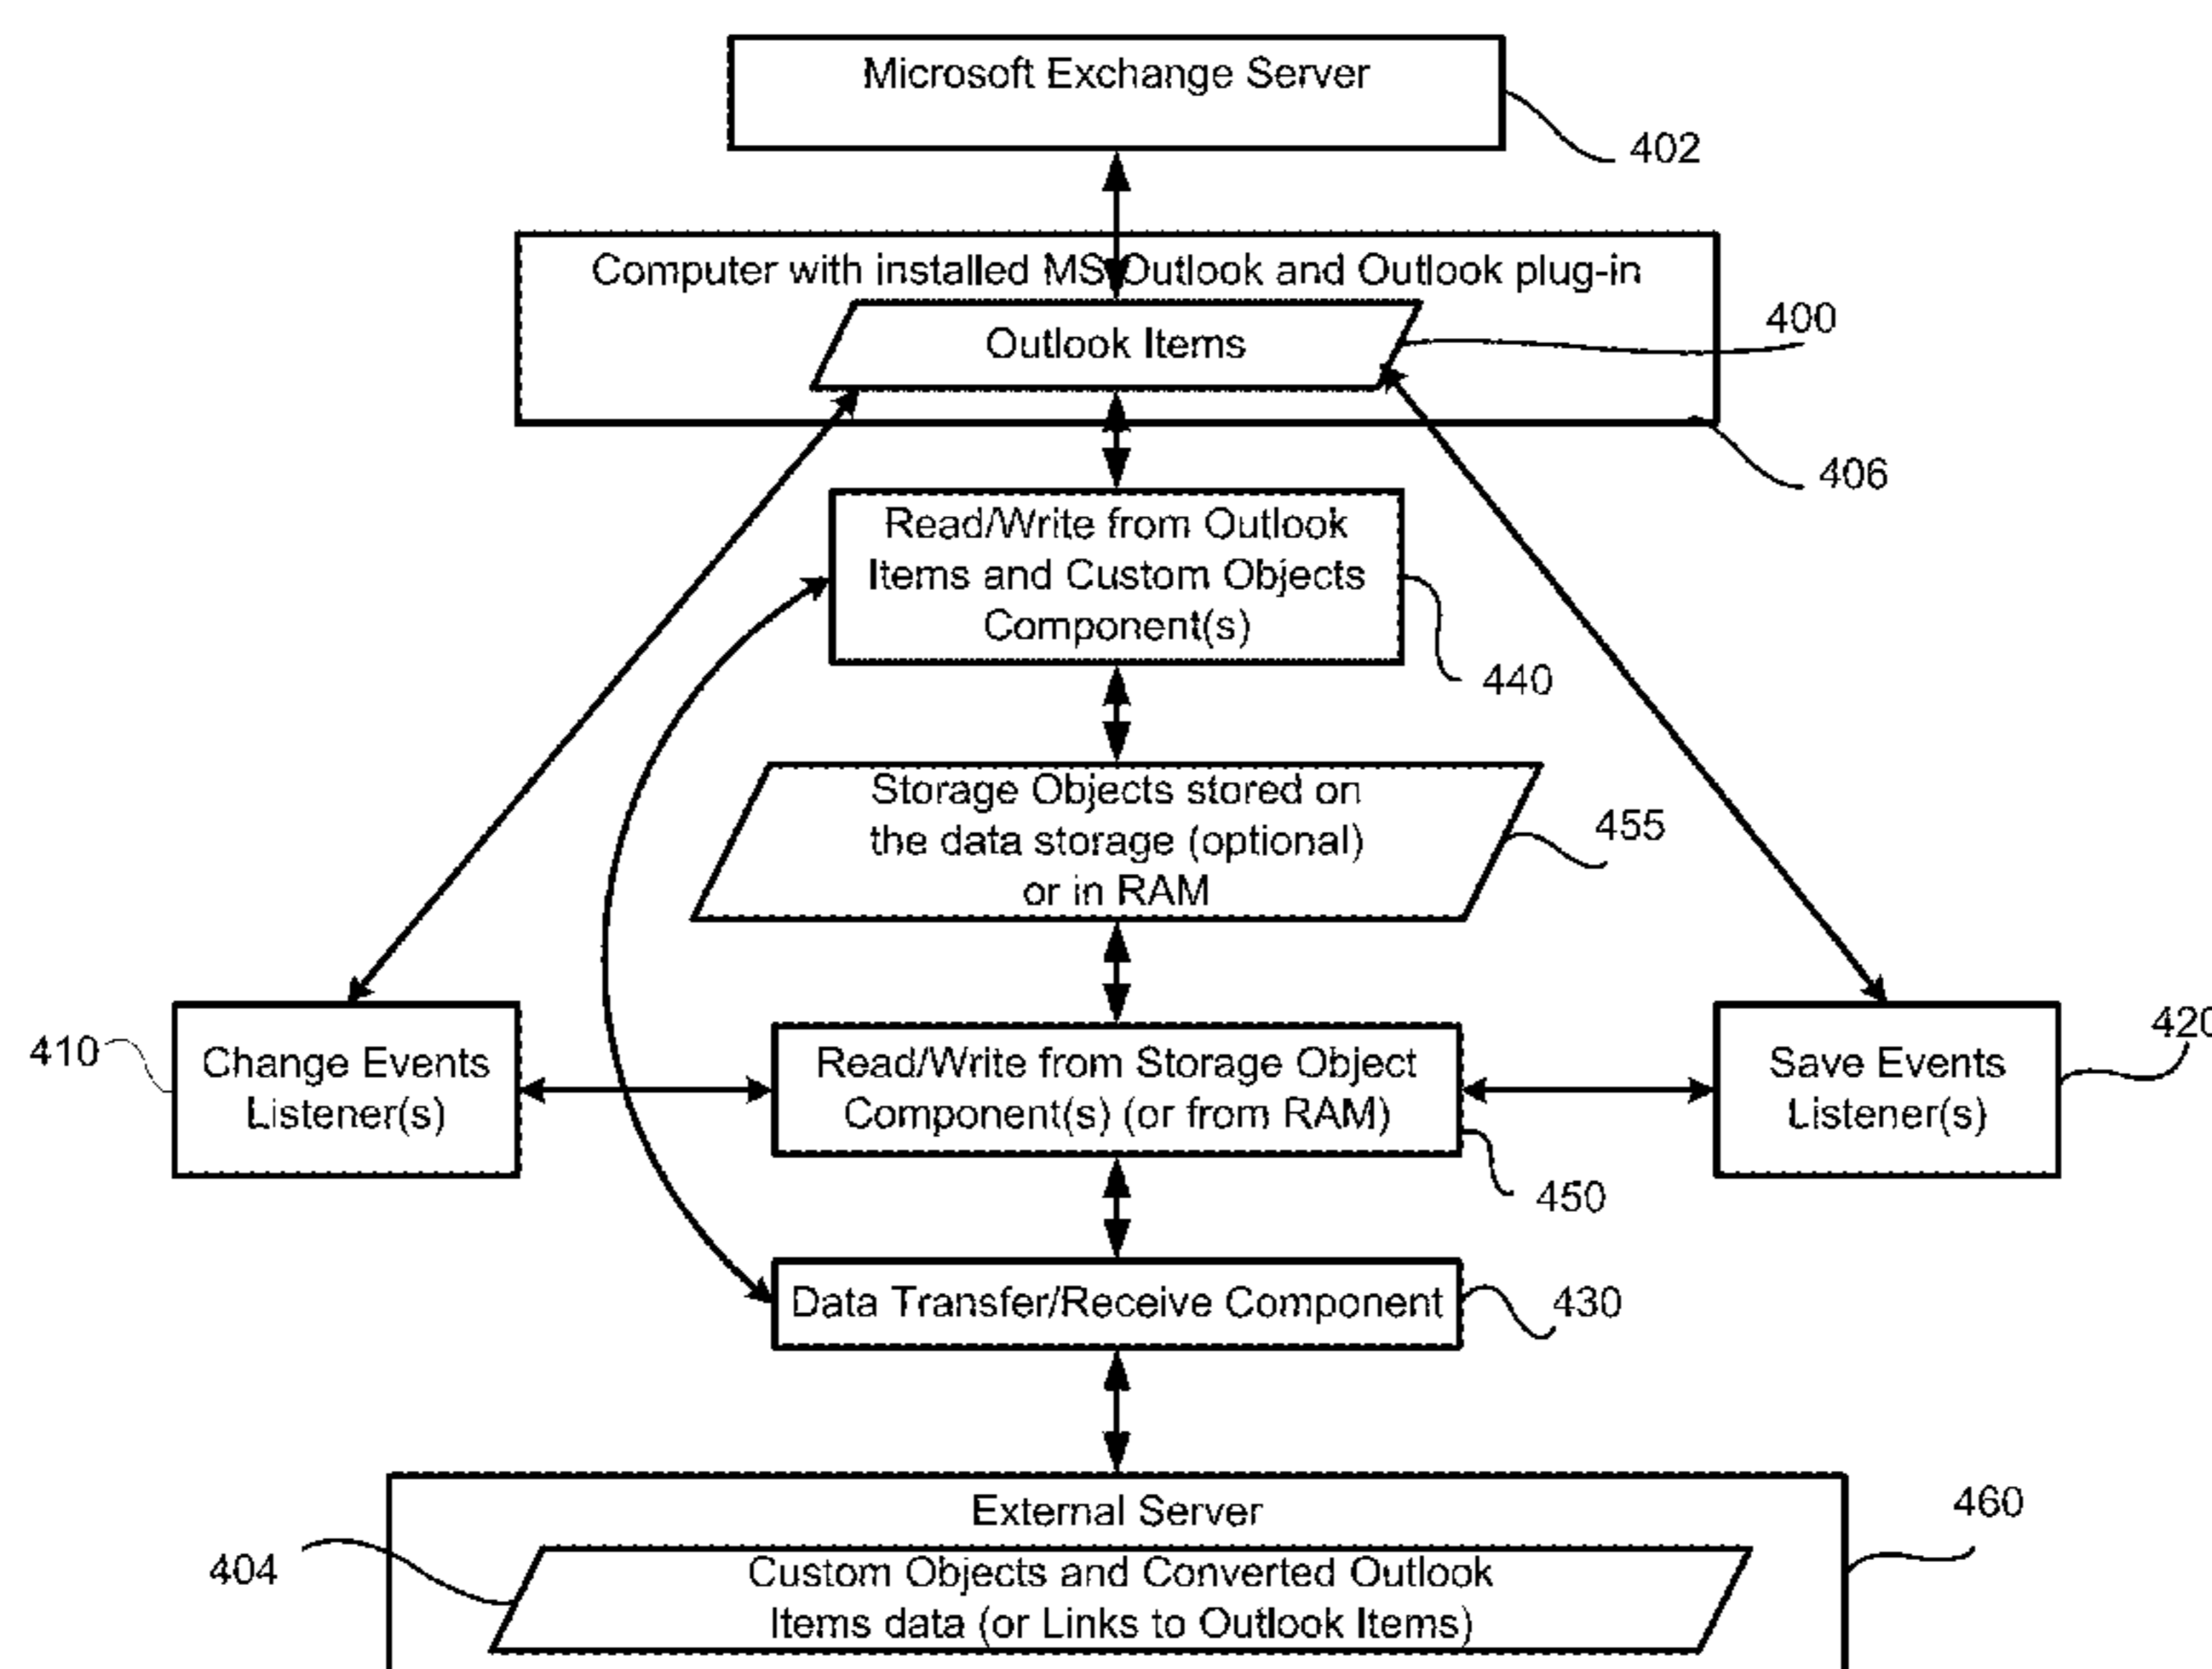 Microsoft Exchange Server
402
Computer with installed MS Outlook and Outlook plug-in
400
Outlook Items
406
Read/Write from Outlook
Items and Custom Objects
Component(s)
440
Storage Objects stored on
the data storage (optional)
or in RAM
455
410
Change Events
Listener(s)
Read/Write from Storage Object
Component(s) (or from RAM)
450
Save Events
Listener(s)
420
Data Transfer/Receive Component
430
External Server
460
404
Custom Objects and Converted Outlook
Items data (or Links to Outlook Items)